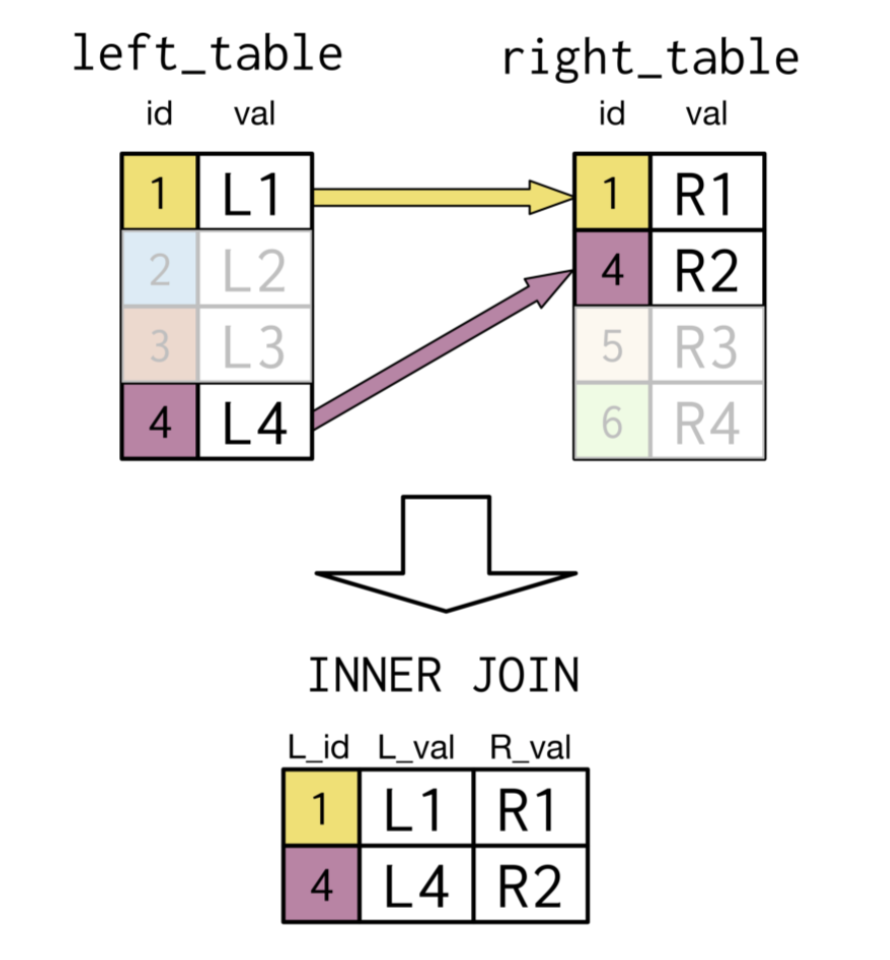 left_table right_table
id val id val
1 L1 1 R1
2 L2 4 R2
3 L3 5 R3
4 L4 6 R4
INNER JOIN
L_id L_val R_val
1 L1 R1
4 L4 R2